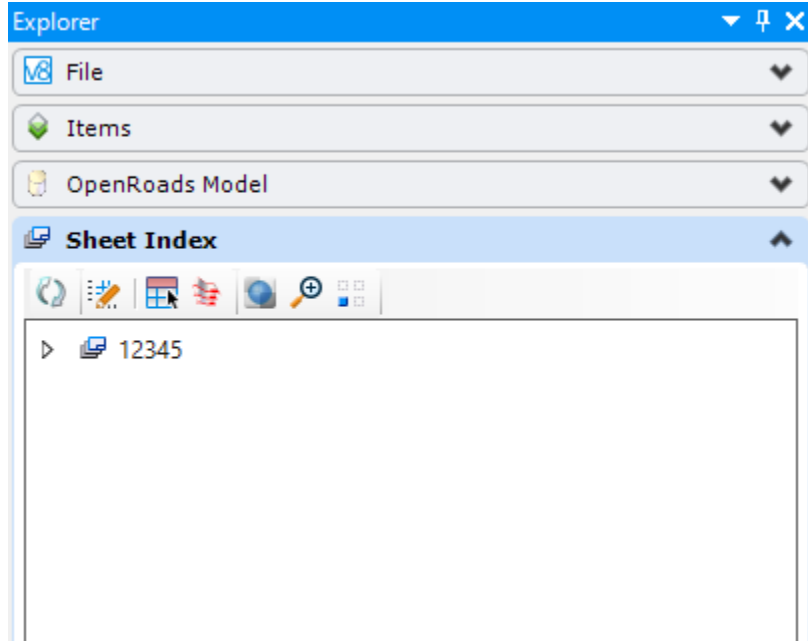 Explorer
V8 File
Items
OpenRoads Model
Sheet Index
12345